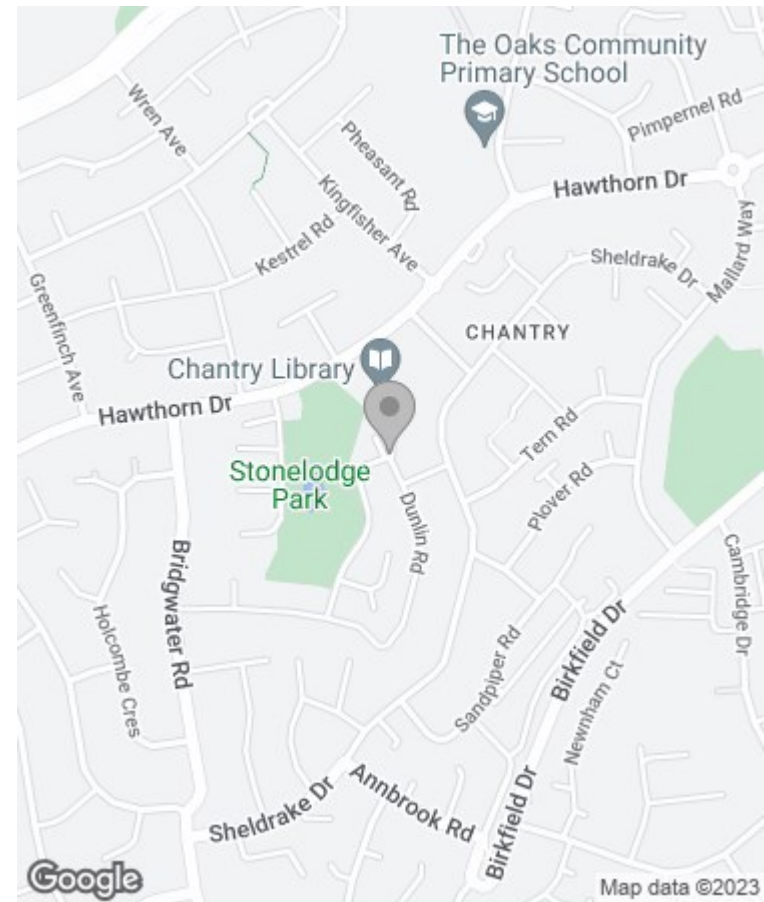 The Oaks Community
Primary School
Wren Ave
Pheasant Rd
Pimpernel Rd
Hawthorn Dr
Kingfisher Ave
Kestrel Rd
Mallard Way
Sheldrake Dr
Greenfinch Ave
CHANTRY
Chantry Library
Hawthorn Dr
Tern Rd
Stonelodge
Park
Plover Rd
Dunlin Rd
Bridgwater Rd
Cambridge Dr
Holcombe Cres
Birkfield Dr
Sandpiper Rd
Newnham Ct
Annbrook Rd
Sheldrake Dr
Birkfield Dr
Google
Map data ©2023